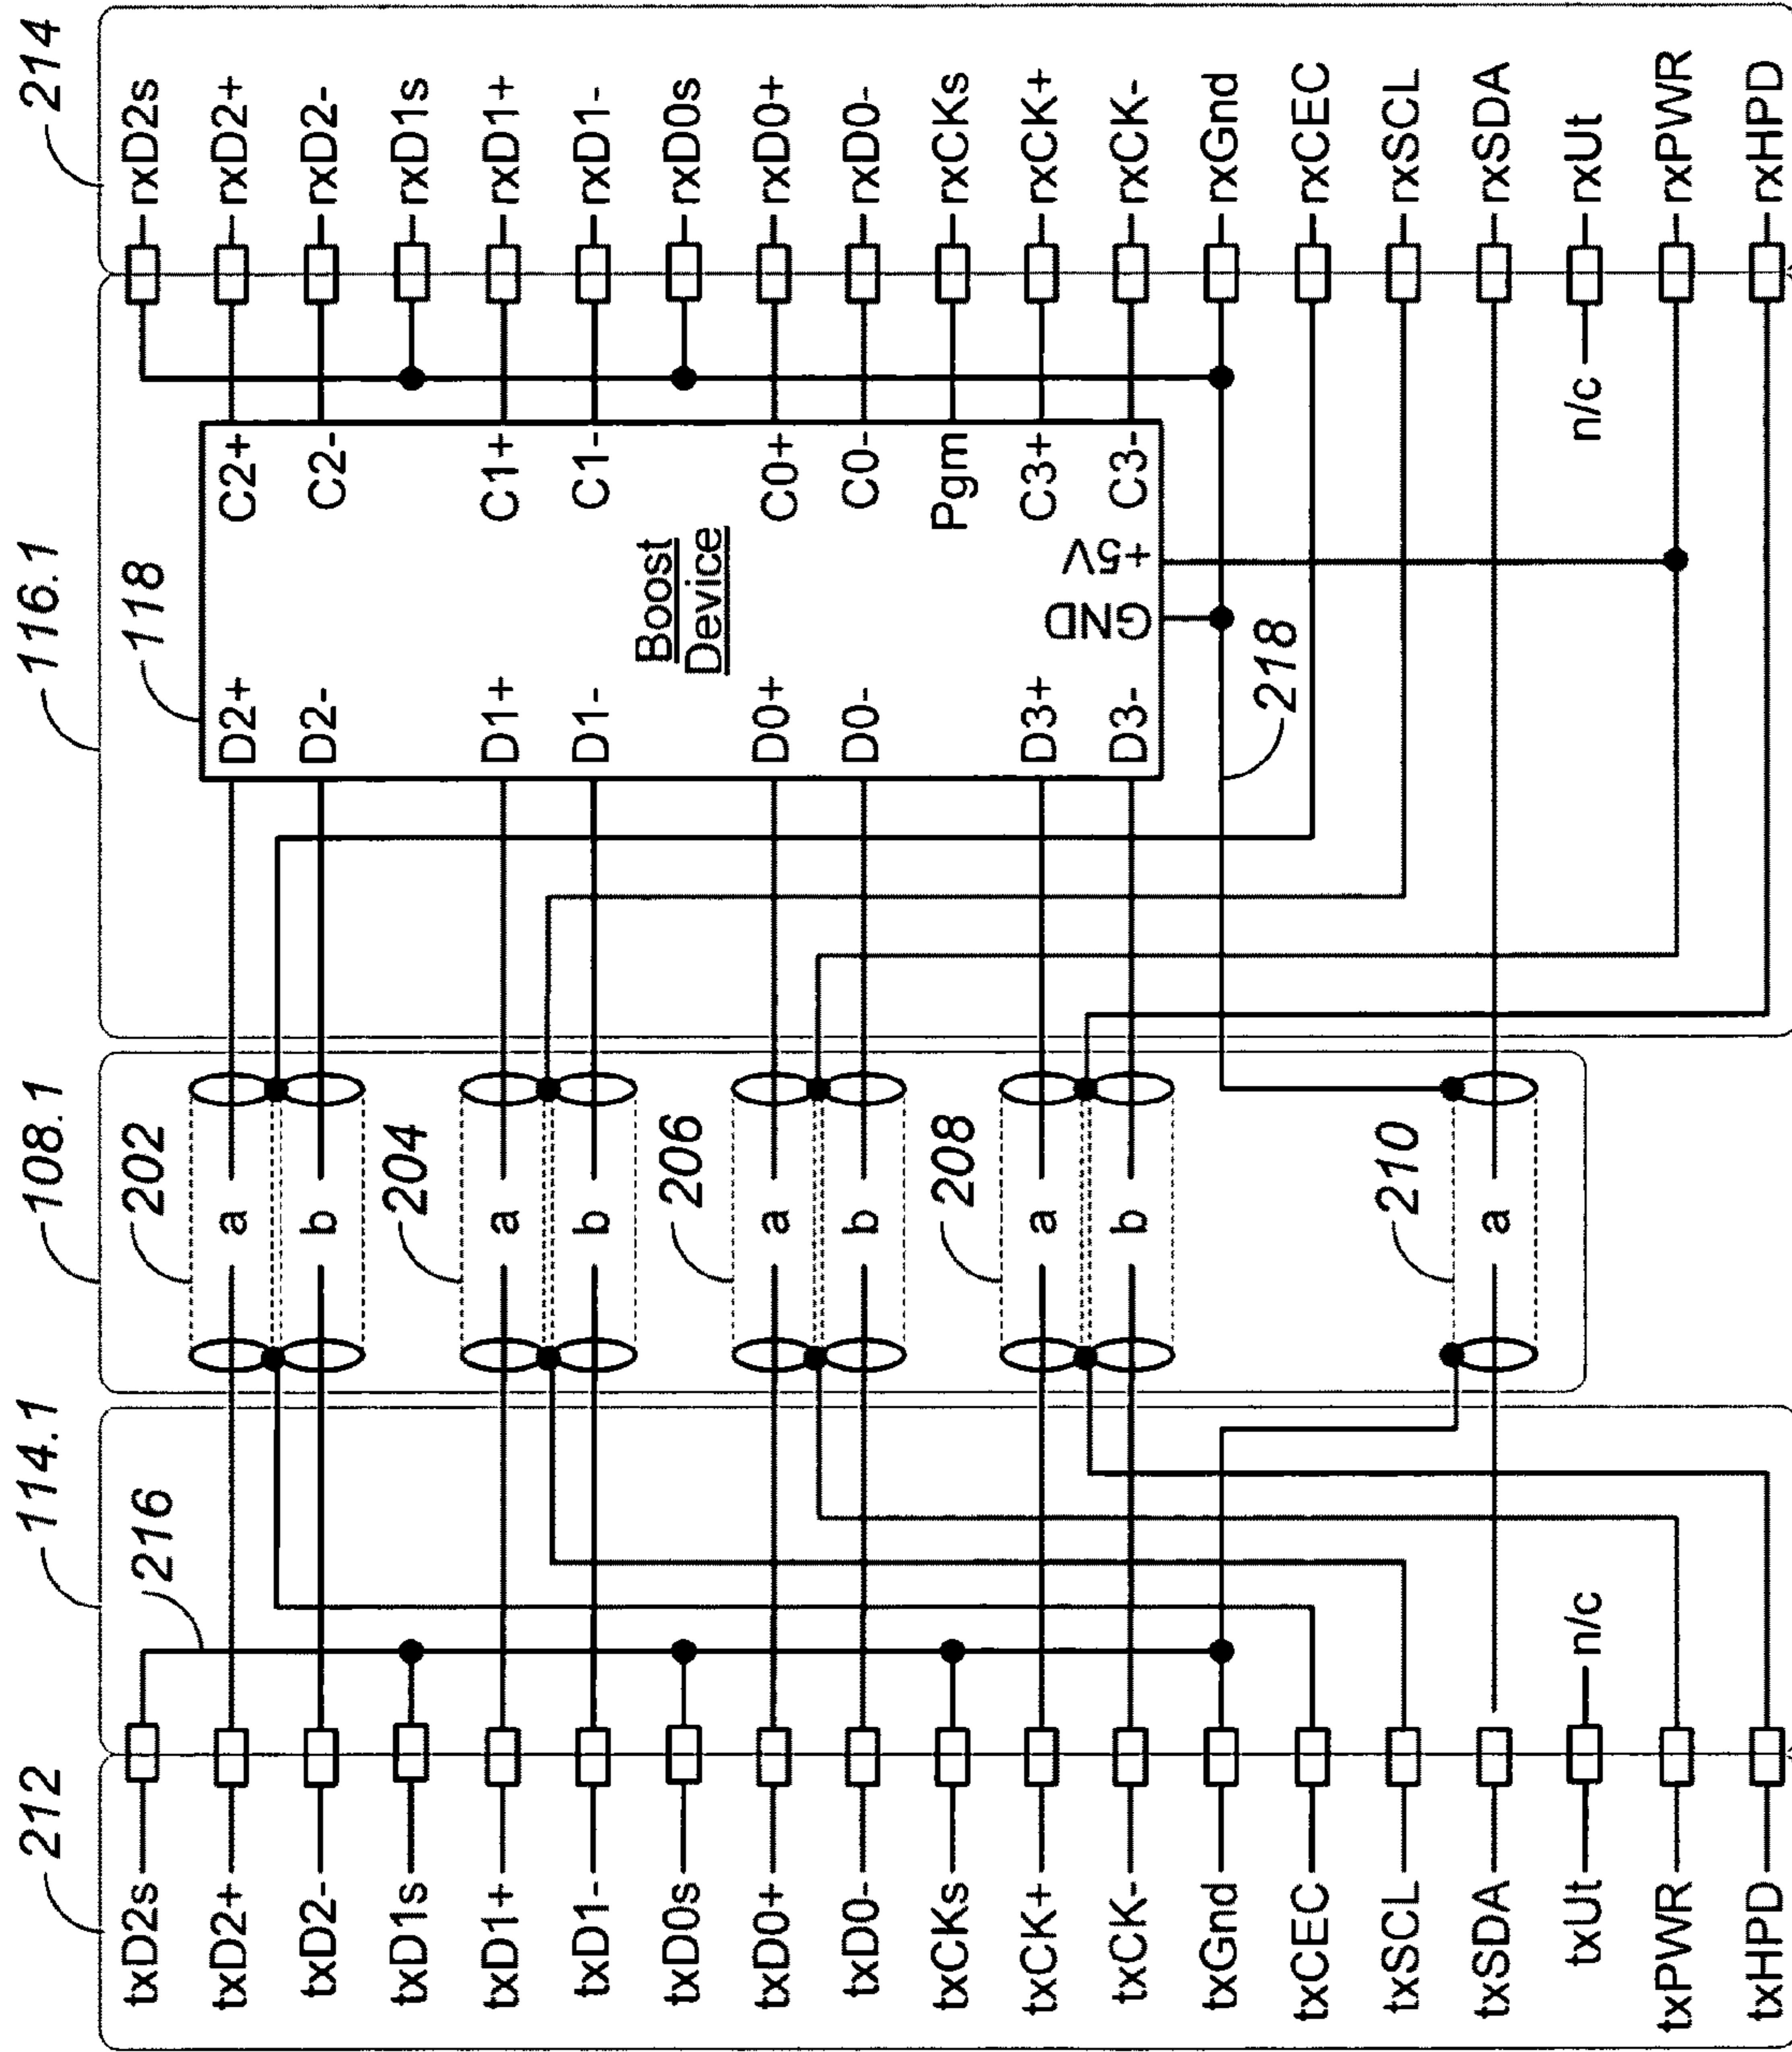 212
114.1
108.1
116.1
214
216
202
118
204
206
208
210
218
txD2s
txD2+
txD2-
txD1s
txD1+
txD1-
txD0s
txD0+
txD0-
txCKs
txCK+
txCK-
txGnd
txCEC
txSCL
txSDA
txUt
txPWR
txHPD
n/c
a
b
a
b
a
b
a
b
a
D2+
D2-
D1+
D1-
D0+
D0-
D3+
D3-
Boost
Device
GND
+5V
C2+
C2-
C1+
C1-
C0+
C0-
Pgm
C3+
C3-
n/c
rxD2s
rxD2+
rxD2-
rxD1s
rxD1+
rxD1-
rxD0s
rxD0+
rxD0-
rxCKs
rxCK+
rxCK-
rxGnd
rxCEC
rxSCL
rxSDA
rxUt
rxPWR
rxHPD